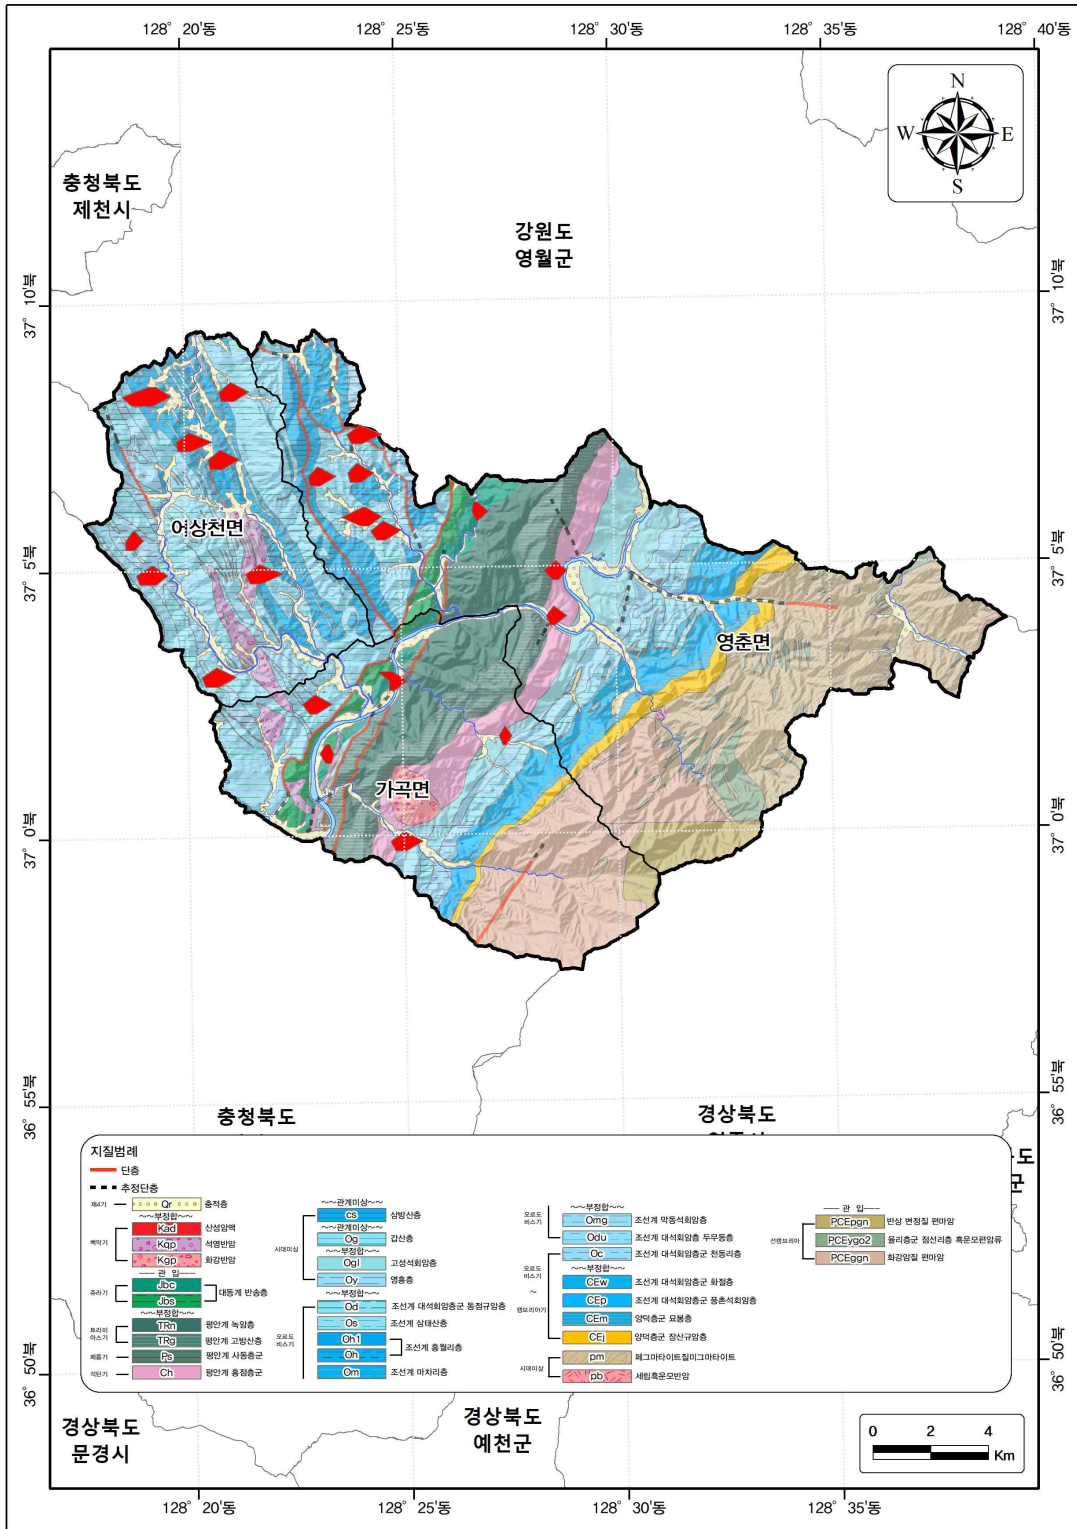 128° 20'동
128° 25'동
128° 30'동
128° 35'동
128° 40'동
N
W
E
S
충청북도
제천시
강원도
영월군
37° 10'북
37° 10'북
어상천면
37° 5'북
37° 5'북
영춘면
가곡면
37° 0'북
37° 0'북
36° 55'북
36° 55'북
충청북도
경상북도
도
군
지질범례
단층
추정단층
제4기
Qr 충적층
~~부정합~~
백악기
Kad 산성암맥
Kqp 석영반암
Kgp 화강반암
--- 관 입 ---
쥬라기
Jbc
Jbs
대동계 반송층
~~부정합~~
트라이
아스기
TRn 평안계 녹암층
TRg 평안계 고방산층
페름기
Ps 평안계 사동층군
석탄기
Ch 평안계 홍점층군
~~관계미상~~
시대미상
cs 삼방산층
~~관계미상~~
Og 갑산층
~~부정합~~
Ogl 고성석회암층
Oy 영흥층
~~부정합~~
오르도
비스기
Od 조선계 대석회암층군 동점규암층
Os 조선계 삼태산층
Oh1
Oh
조선계 흥월리층
Om 조선계 마차리층
~~부정합~~
오르도
비스기
Omg 조선계 막동석회암층
Odu 조선계 대석회암층군 두무동층
오르도
비스기
~
캠브리아기
Oc 조선계 대석회암층군 천동리층
~~부정합~~
CEw 조선계 대석회암층군 화절층
CEp 조선계 대석회암층군 풍촌석회암층
CEm 양덕층군 묘봉층
CEj 양덕층군 장산규암층
시대미상
pm 페그마타이트질미그마타이트
pb 세립흑운모반암
--- 관 입 ---
선캠브리아
PCEpgn 반상 변정질 편마암
PCEygo2 율리층군 점선리층 흑운모편암류
PCEggn 화강암질 편마암
36° 50'북
36° 50'북
경상북도
문경시
경상북도
예천군
0 2 4
Km
128° 20'동
128° 25'동
128° 30'동
128° 35'동